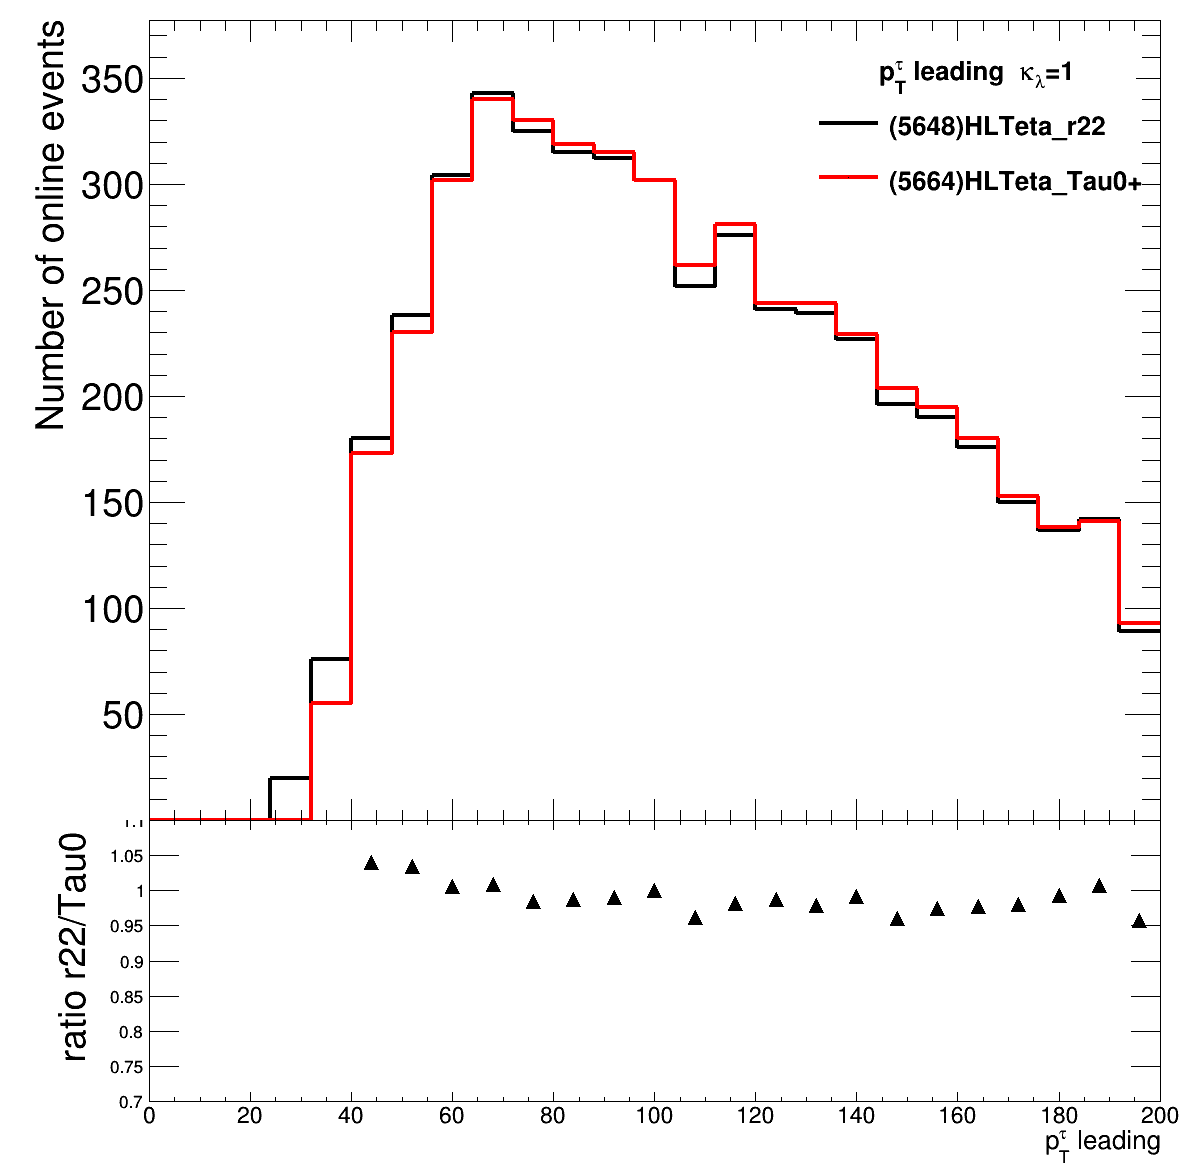 Number of online events
350
300
250
200
150
100
50
p_T^τ leading κ_λ=1
(5648)HLTeta_r22
(5664)HLTeta_Tau0+
ratio r22/Tau0
1.1
1.05
1
0.95
0.9
0.85
0.8
0.75
0.7
0 20 40 60 80 100 120 140 160 180 200
p_T^τ leading